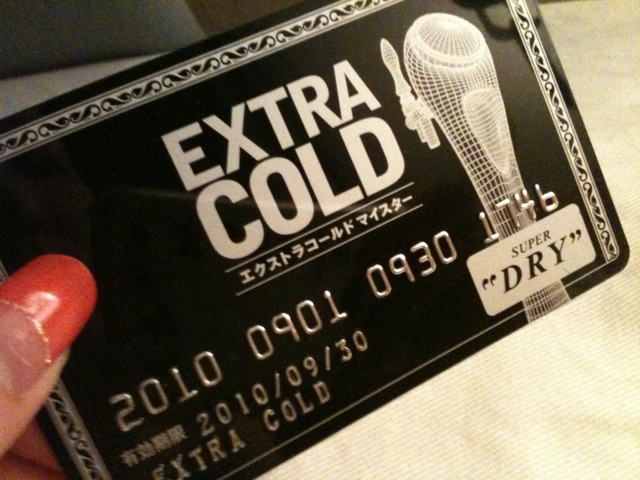 EXTRA
COLD
エクストラコールド マイスター
SUPER
"DRY"
2010 0901 0930 1746
有効期限 2010/09/30
EXTRA COLD